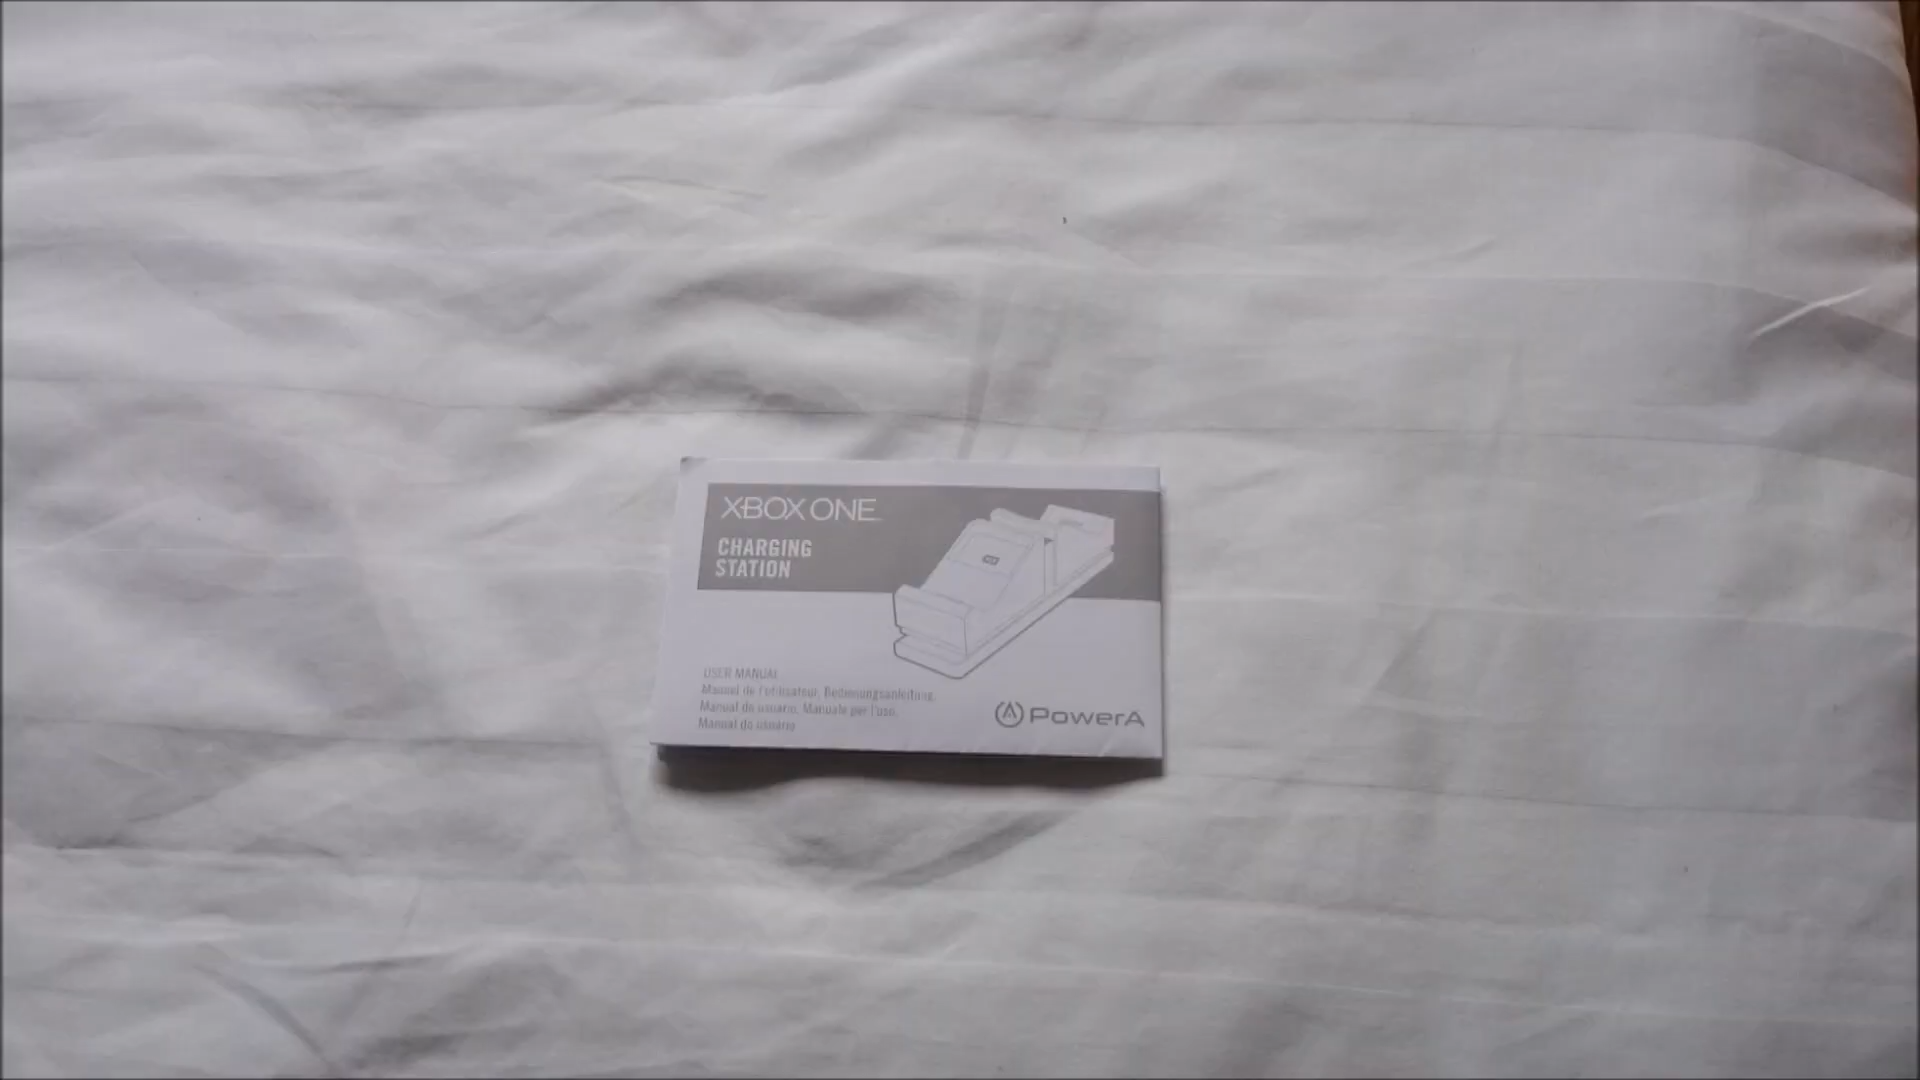 XBOX ONE
CHARGING
STATION
USER MANUAL
Manuel de l'utilisateur, Bedienungsanleitung,
Manual de usuario, Manuale per l'uso,
Manual do usuário
PowerA